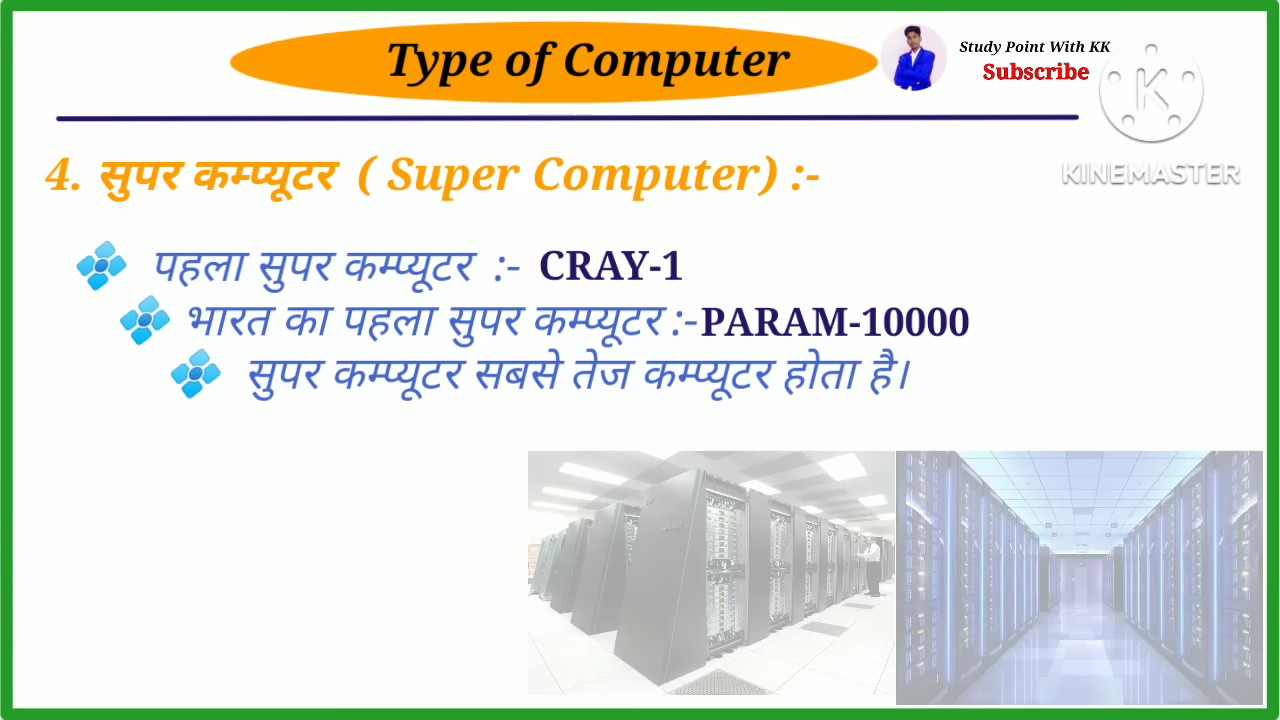 Type of Computer
Study Point With KK
Subscribe
K
KINEMASTER
4. सुपर कम्प्यूटर ( Super Computer) :-
पहला सुपर कम्प्यूटर :- CRAY-1
भारत का पहला सुपर कम्प्यूटर :-PARAM-10000
सुपर कम्प्यूटर सबसे तेज कम्प्यूटर होता है।